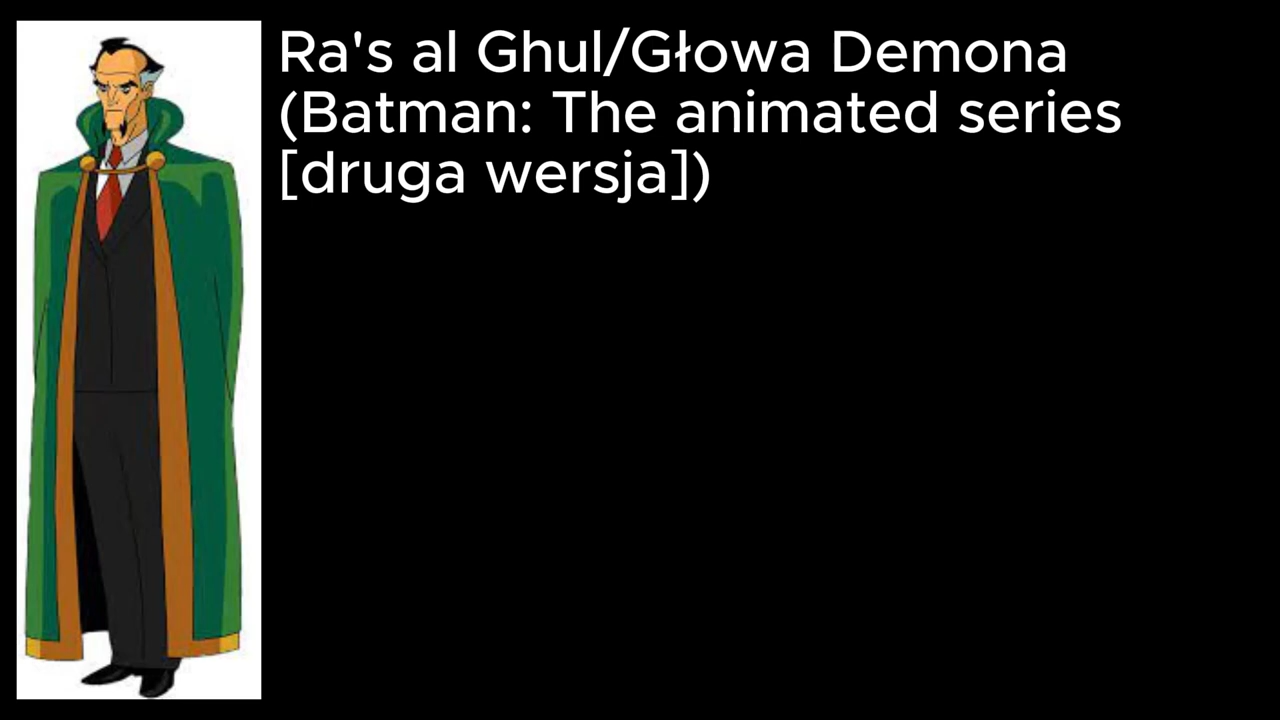 Ra's al Ghul/Głowa Demona
(Batman: The animated series
[druga wersja])